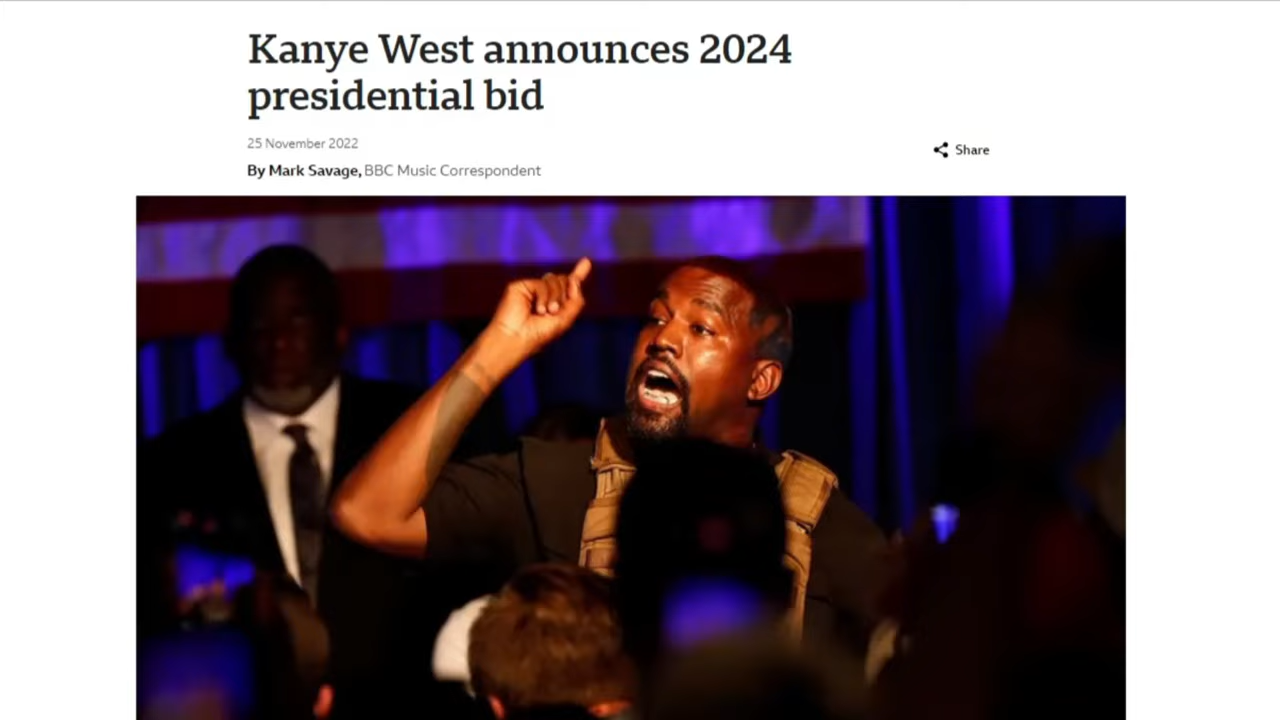 Kanye West announces 2024
presidential bid
25 November 2022
Share
By Mark Savage, BBC Music Correspondent